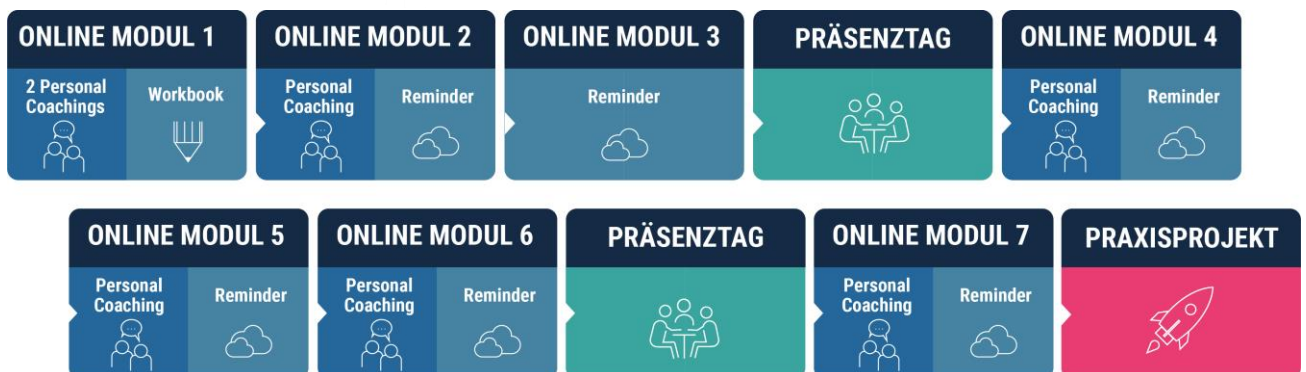 ONLINE MODUL 1
2 Personal
Coachings
Workbook
ONLINE MODUL 2
Personal
Coaching
Reminder
ONLINE MODUL 3
Reminder
PRÄSENZTAG
ONLINE MODUL 4
Personal
Coaching
Reminder
ONLINE MODUL 5
Personal
Coaching
Reminder
ONLINE MODUL 6
Personal
Coaching
Reminder
PRÄSENZTAG
ONLINE MODUL 7
Personal
Coaching
Reminder
PRAXISPROJEKT